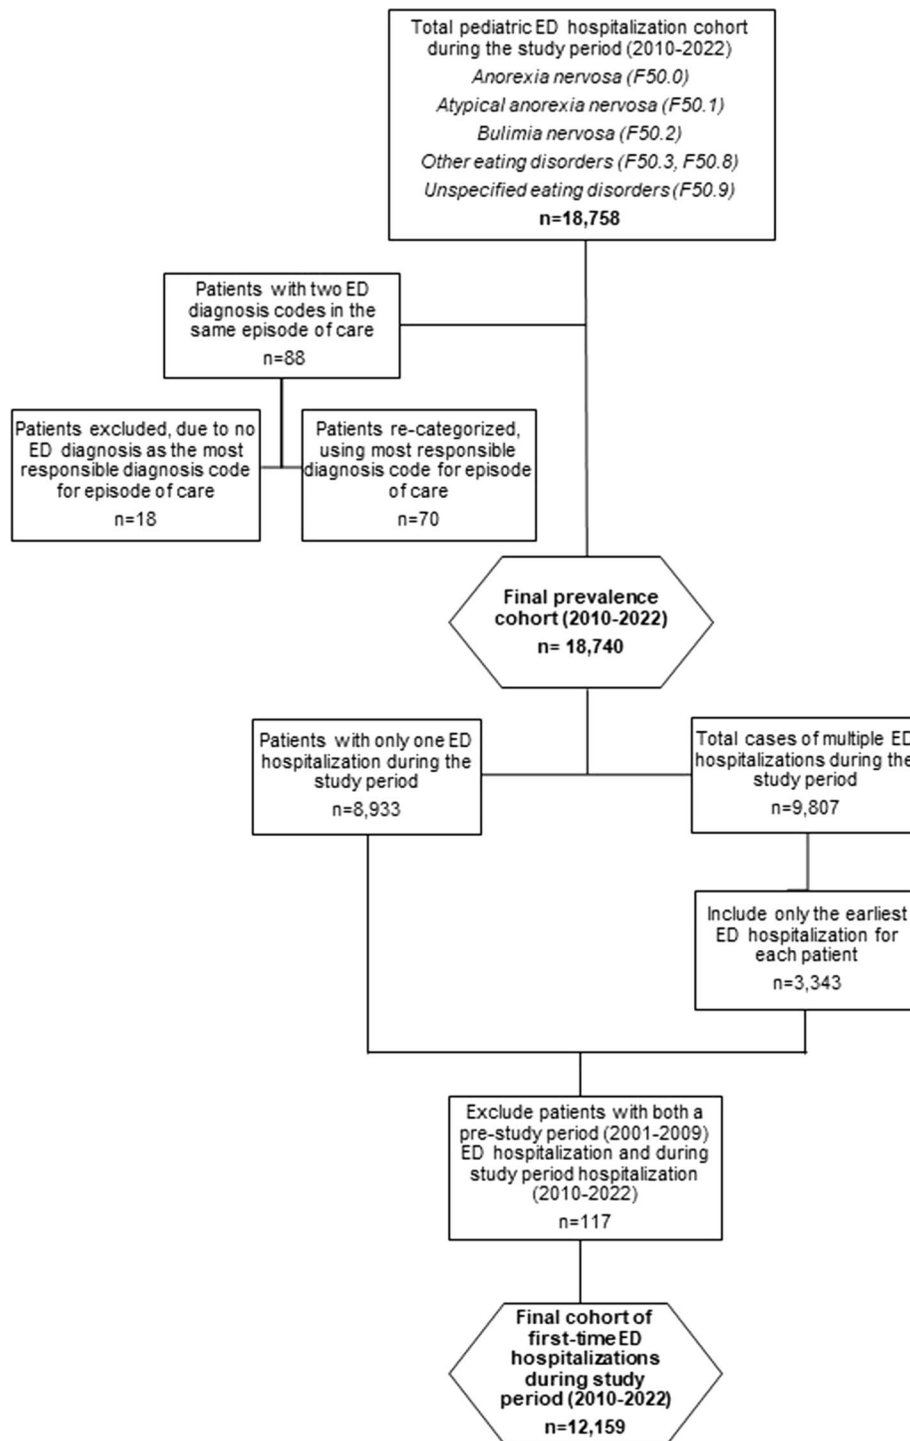 Total pediatric ED hospitalization cohort
during the study period (2010-2022)
Anorexia nervosa (F50.0)
Atypical anorexia nervosa (F50.1)
Bulimia nervosa (F50.2)
Other eating disorders (F50.3, F50.8)
Unspecified eating disorders (F50.9)
n=18,758
Patients with two ED
diagnosis codes in the
same episode of care
n=88
Patients excluded, due to no
ED diagnosis as the most
responsible diagnosis code
for episode of care
n=18
Patients re-categorized,
using most responsible
diagnosis code for episode
of care
n=70
Final prevalence
cohort (2010-2022)
n= 18,740
Patients with only one ED
hospitalization during the
study period
n=8,933
Total cases of multiple ED
hospitalizations during the
study period
n=9,807
Include only the earliest
ED hospitalization for
each patient
n=3,343
Exclude patients with both a
pre-study period (2001-2009)
ED hospitalization and during
study period hospitalization
(2010-2022)
n=117
Final cohort of
first-time ED
hospitalizations
during study
period (2010-2022)
n=12,159